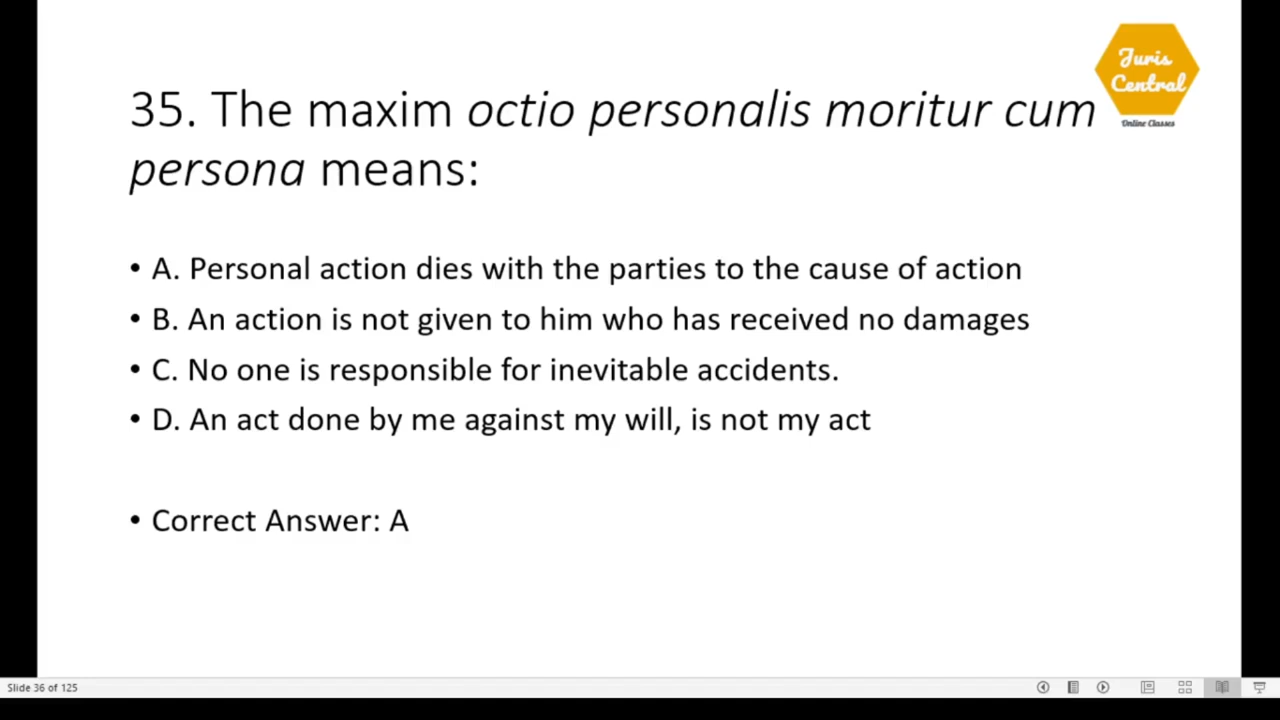 Juris
Central
Online Classes
35. The maxim octio personalis moritur cum
persona means:
• A. Personal action dies with the parties to the cause of action
• B. An action is not given to him who has received no damages
• C. No one is responsible for inevitable accidents.
• D. An act done by me against my will, is not my act
• Correct Answer: A
Slide 36 of 125